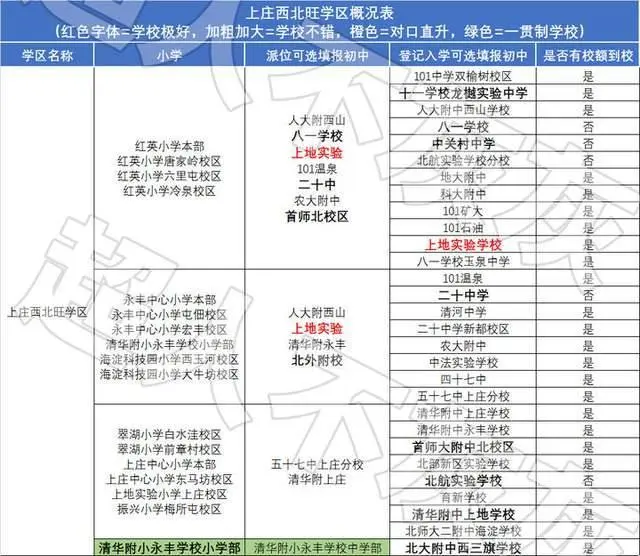 上庄西北旺学区概况表
(红色字体=学校极好，加粗加大=学校不错，橙色=对口直升，绿色=一贯制学校)
学区名称 小学 派位可选填报初中 登记入学可选填报初中 是否有校额到校
上庄西北旺学区
红英小学本部
红英小学唐家岭校区
红英小学六里屯校区
红英小学冷泉校区
人大附西山
八一学校
上地实验
101温泉
二十中
农大附中
首师北校区
永丰中心小学本部
永丰中心小学屯佃校区
永丰中心小学宏丰校区
清华附小永丰学校小学部
海淀科技园小学西玉河校区
海淀科技园小学大牛坊校区
人大附西山
上地实验
清华附永丰
北外附校
翠湖小学白水洼校区
翠湖小学前章村校区
上庄中心小学本部
上庄中心小学东马坊校区
上地实验小学上庄校区
振兴小学梅所屯校区
五十七中上庄分校
清华附上庄
清华附小永丰学校小学部 清华附小永丰学校中学部
101中学双榆树校区 是
十一学校龙樾实验中学 是
人大附中西山学校 是
八一学校 否
中关村中学 否
北航实验学校分校 否
地大附中 是
科大附中 是
101矿大 是
101石油 是
上地实验学校 是
八一学校玉泉中学 是
101温泉 是
二十中学 否
清河中学 是
二十中学新都校区 是
农大附中 是
中法实验学校 是
四十七中 是
五十七中上庄分校 是
清华附中上庄学校 是
清华附中永丰学校 是
首师大附中北校区 是
北部新区实验学校 是
北航实验学校 否
育新学校 是
清华附中上地学校 是
北师大二附中海淀学校 是
北大附中西三旗学校 是
超人不会灰